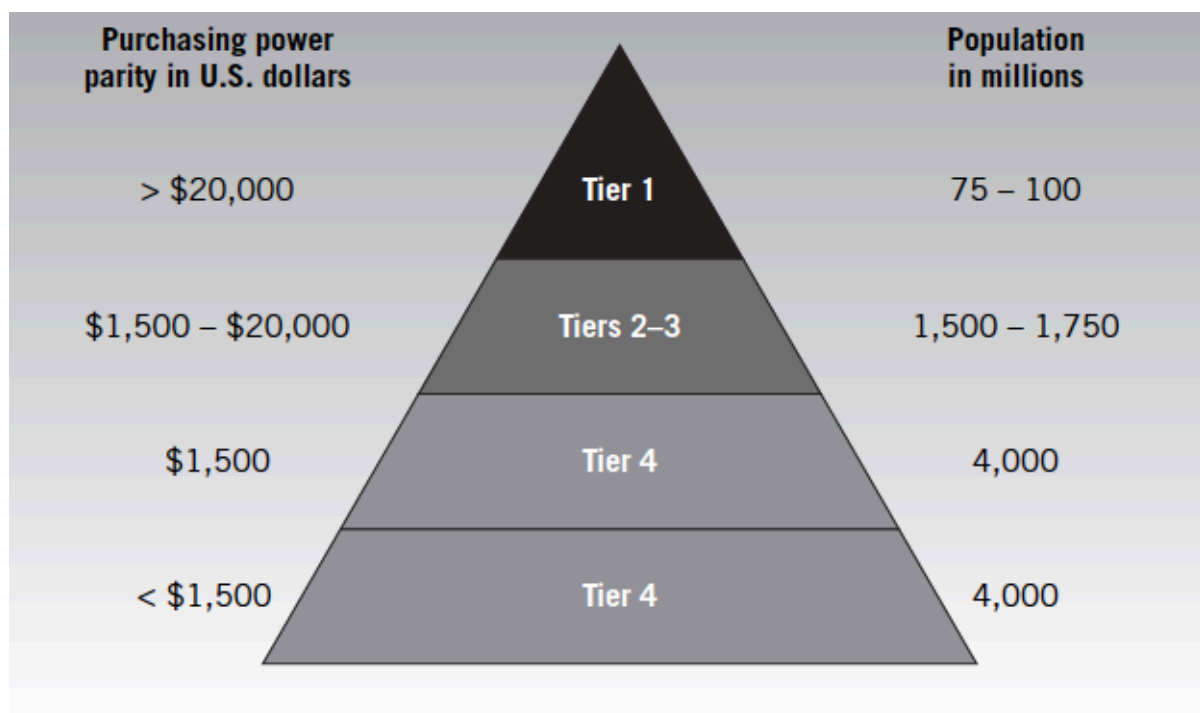 Purchasing power
parity in U.S. dollars
Population
in millions
> $20,000
Tier 1
75 – 100
$1,500 – $20,000
Tiers 2–3
1,500 – 1,750
$1,500
Tier 4
4,000
< $1,500
Tier 4
4,000